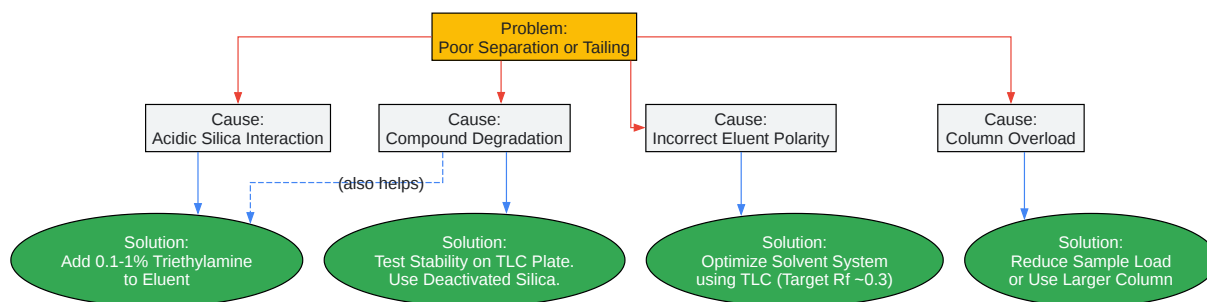 Problem:
Poor Separation or Tailing
Cause:
Acidic Silica Interaction
Cause:
Compound Degradation
Cause:
Incorrect Eluent Polarity
Cause:
Column Overload
(also helps)
Solution:
Add 0.1-1% Triethylamine
to Eluent
Solution:
Test Stability on TLC Plate.
Use Deactivated Silica.
Solution:
Optimize Solvent System
using TLC (Target Rf ~0.3)
Solution:
Reduce Sample Load
or Use Larger Column